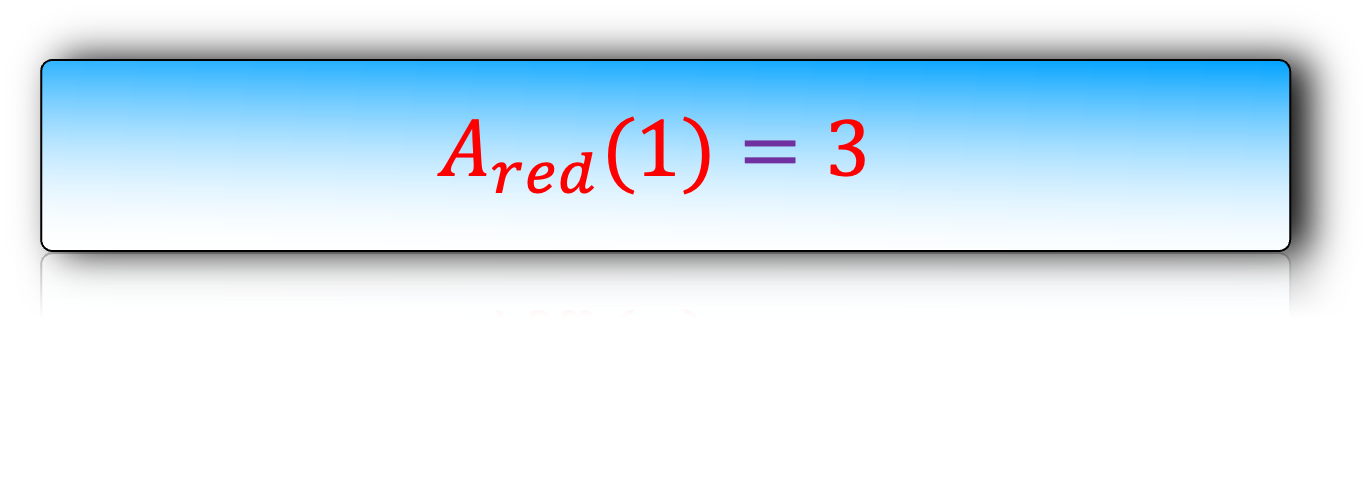 A_red(1) = 3